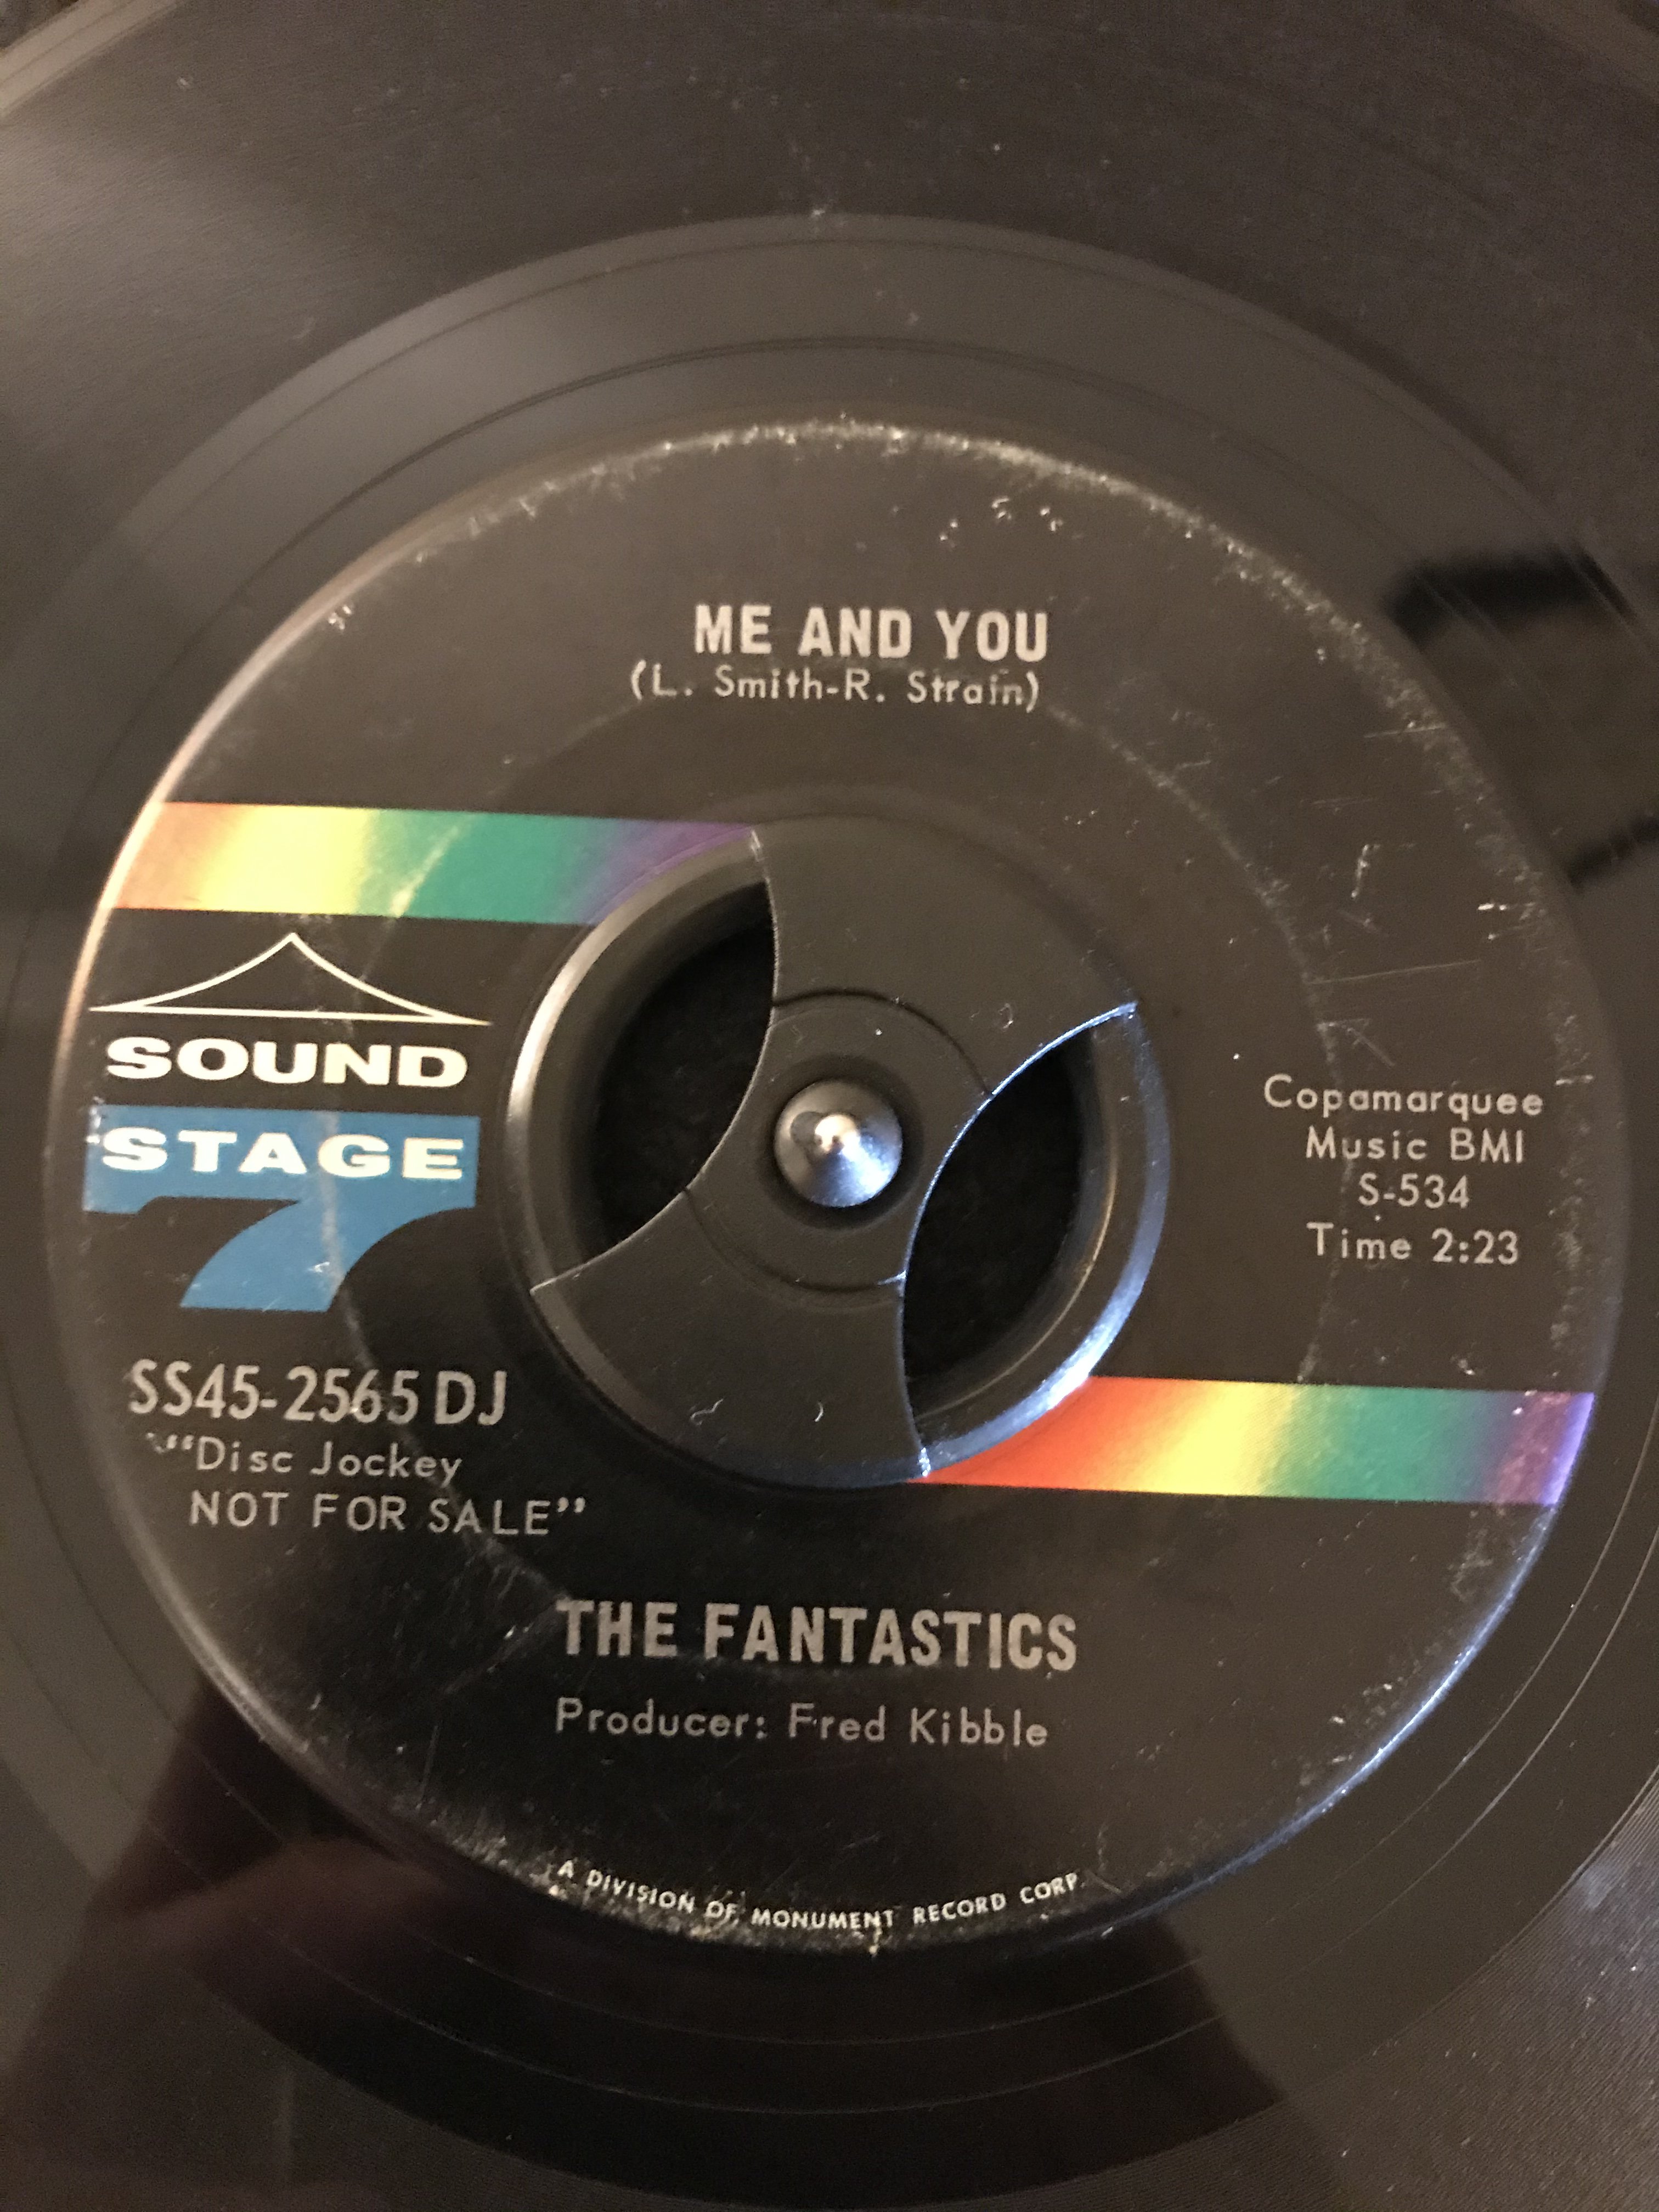 ME AND YOU
(L. Smith-R. Strain)
SOUND
STAGE
7
Copamarquee
Music BMI
S-534
Time 2:23
SS45-2565 DJ
"Disc Jockey
NOT FOR SALE"
THE FANTASTICS
Producer: Fred Kibble
A DIVISION OF MONUMENT RECORD CORP.